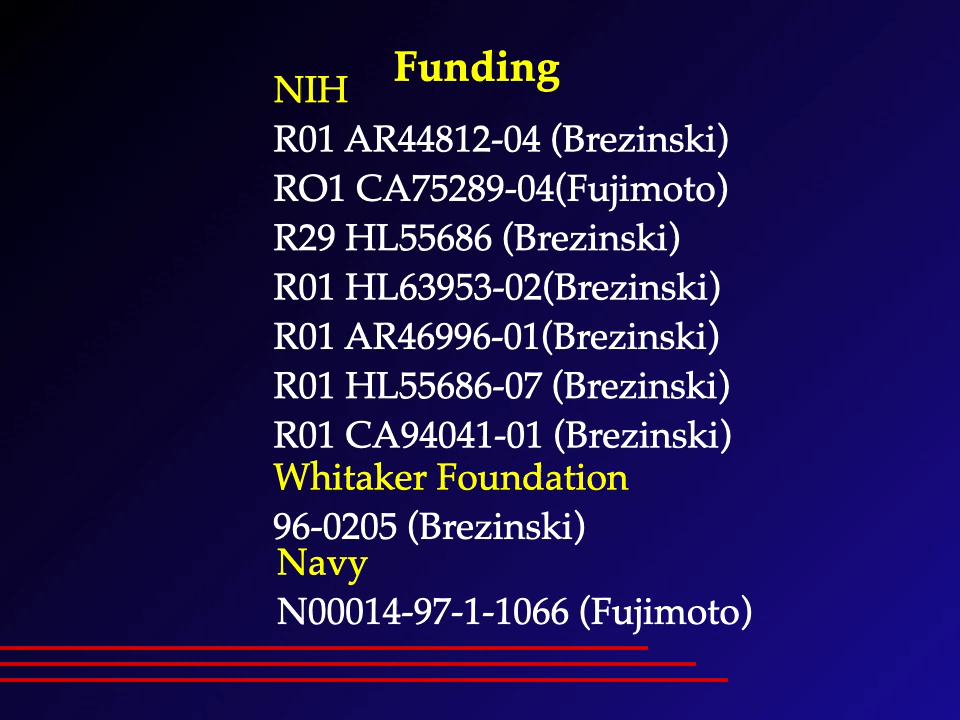 Funding
NIH
R01 AR44812-04 (Brezinski)
RO1 CA75289-04(Fujimoto)
R29 HL55686 (Brezinski)
R01 HL63953-02(Brezinski)
R01 AR46996-01(Brezinski)
R01 HL55686-07 (Brezinski)
R01 CA94041-01 (Brezinski)
Whitaker Foundation
96-0205 (Brezinski)
Navy
N00014-97-1-1066 (Fujimoto)